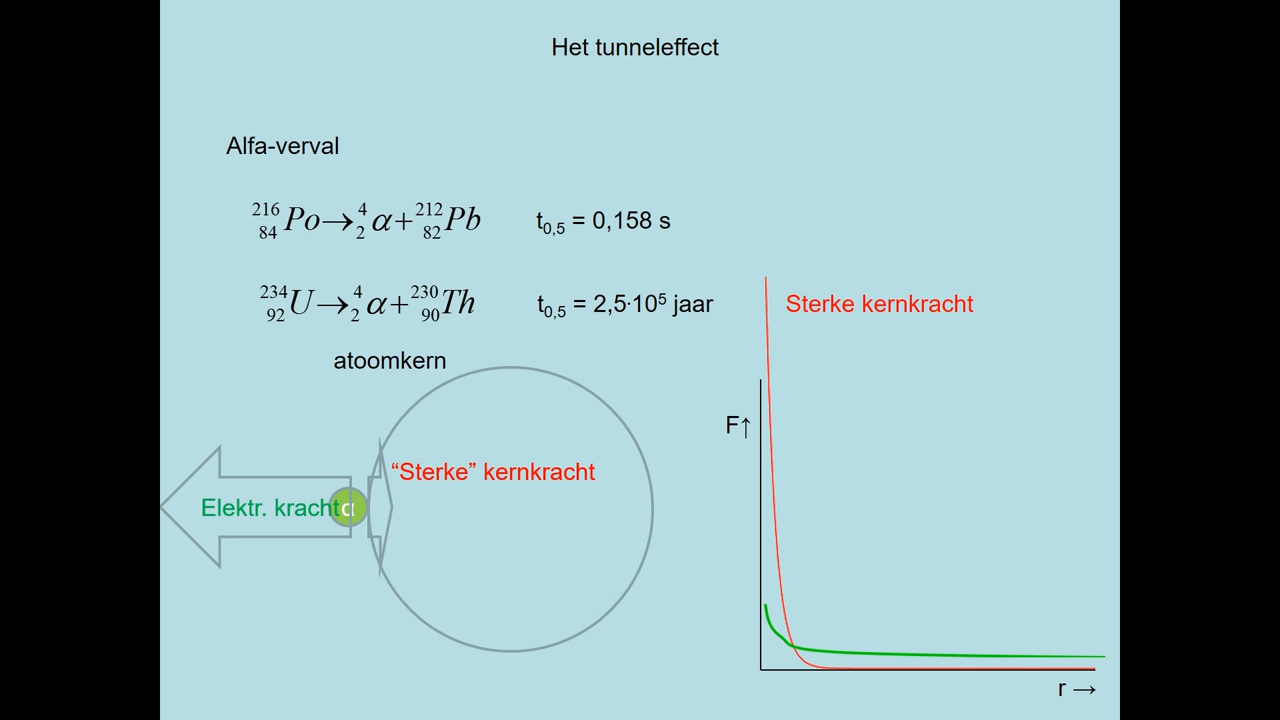 Het tunneleffect
Alfa-verval
²¹⁶₈₄Po→⁴₂α+²¹²₈₂Pb t₀,₅ = 0,158 s
²³⁴₉₂U→⁴₂α+²³⁰₉₀Th t₀,₅ = 2,5·10⁵ jaar
Sterke kernkracht
atoomkern
F↑
“Sterke” kernkracht
Elektr. kracht α
r →